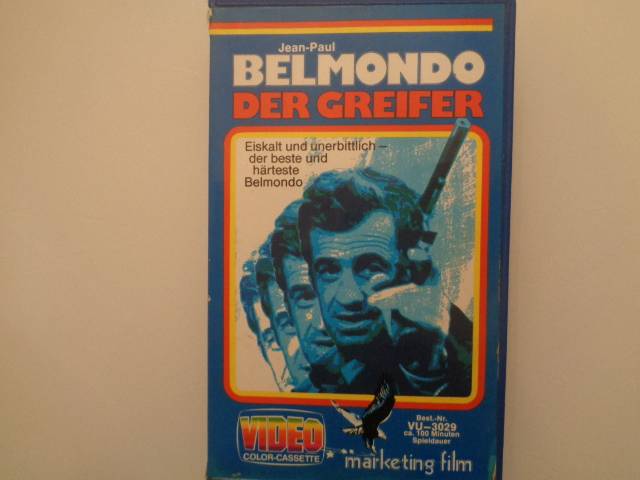 Jean-Paul
BELMONDO
DER GREIFER
Eiskalt und unerbittlich –
der beste und
härteste
Belmondo
VIDEO
COLOR-CASSETTE
marketing film
Best.-Nr.
VU–3029
ca. 100 Minuten
Spieldauer